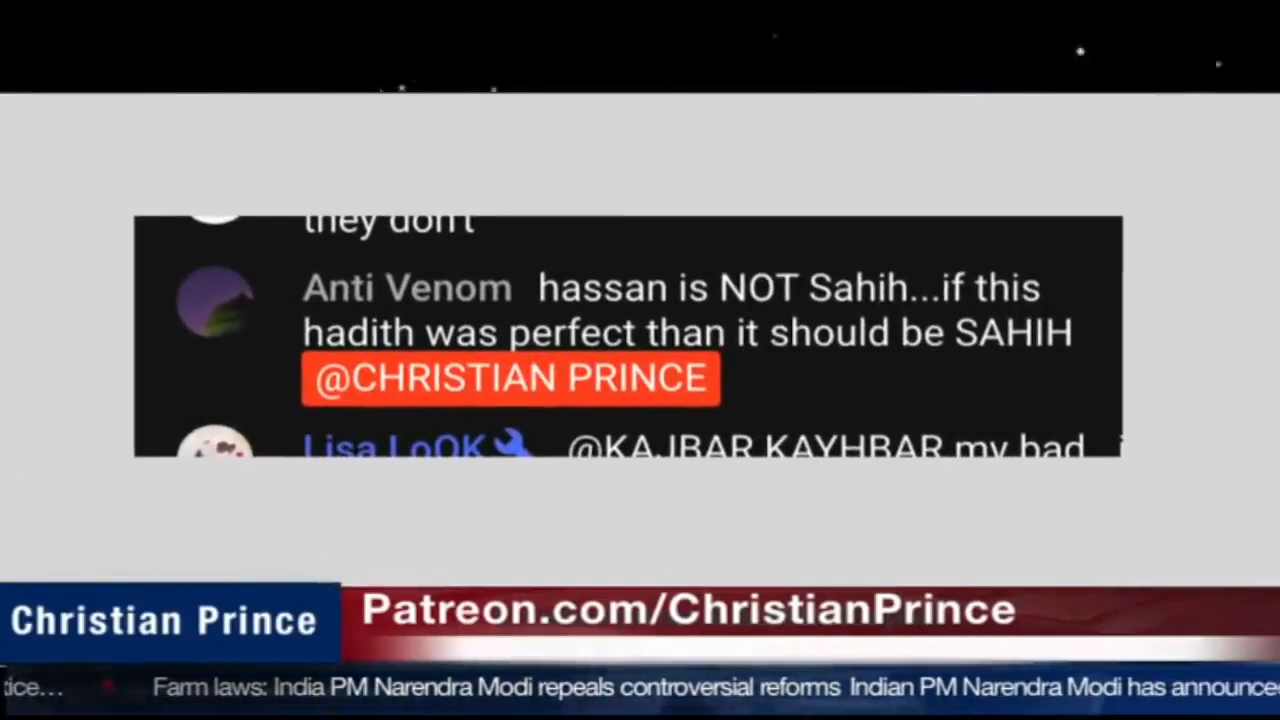 they don't
Anti Venom hassan is NOT Sahih...if this
hadith was perfect than it should be SAHIH
@CHRISTIAN PRINCE
Lisa LoOK @KAJBAR KAYHBAR my bad
Christian Prince
Patreon.com/ChristianPrince
tice... Farm laws: India PM Narendra Modi repeals controversial reforms Indian PM Narendra Modi has announce